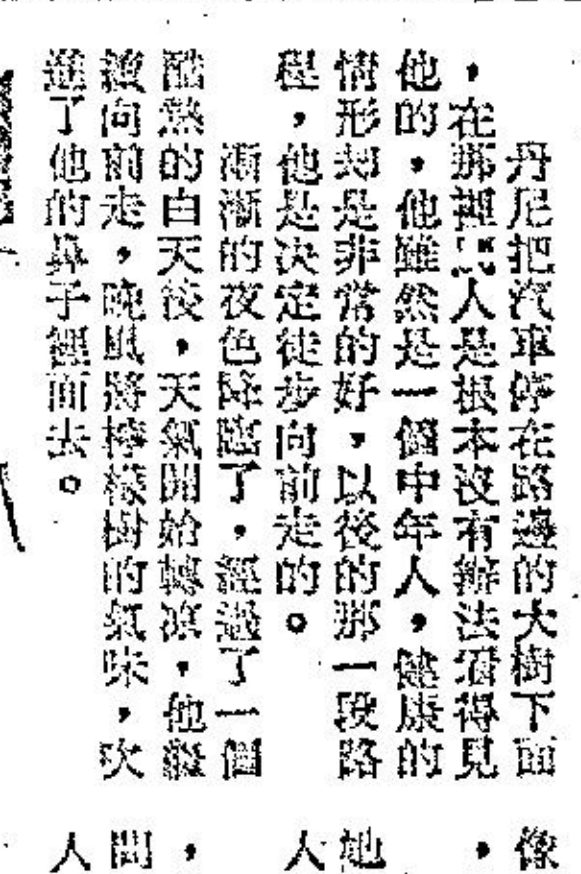 丹尼把汽車停在路邊的大樹下面
，在那裡人是根本沒有辦法看得見
他的，他雖然是一個中年人，健康的
情形却是非常的好，以後的那一段路
程，他是决定徒步向前走的。
漸漸的夜色降臨了，經過了一個
酷熱的白天後，天氣開始轉凉，他繼
續向前走，晚風將檸檬樹的氣味，吹
進了他的鼻子裡面去。
像
，
地
人
，
間
人